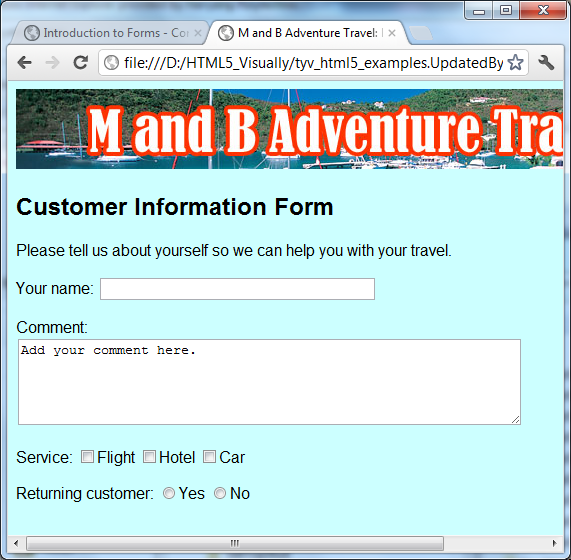 Introduction to Forms - Co
M and B Adventure Travel:
file:///D:/HTML5_Visually/tyv_html5_examples.UpdatedBy
M and B Adventure Tra
Customer Information Form
Please tell us about yourself so we can help you with your travel.
Your name:
Comment:
Add your comment here.
Service: Flight Hotel Car
Returning customer: Yes No